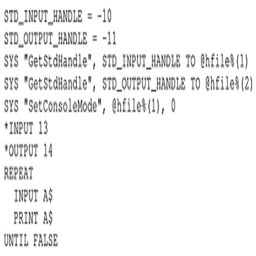 STD_INPUT_HANDLE = -10
STD_OUTPUT_HANDLE = -11
SYS "GetStdHandle", STD_INPUT_HANDLE TO @hfile%(1)
SYS "GetStdHandle", STD_OUTPUT_HANDLE TO @hfile%(2)
SYS "SetConsoleMode", @hfile%(1), 0
*INPUT 13
*OUTPUT 14
REPEAT
  INPUT A$
  PRINT A$
UNTIL FALSE